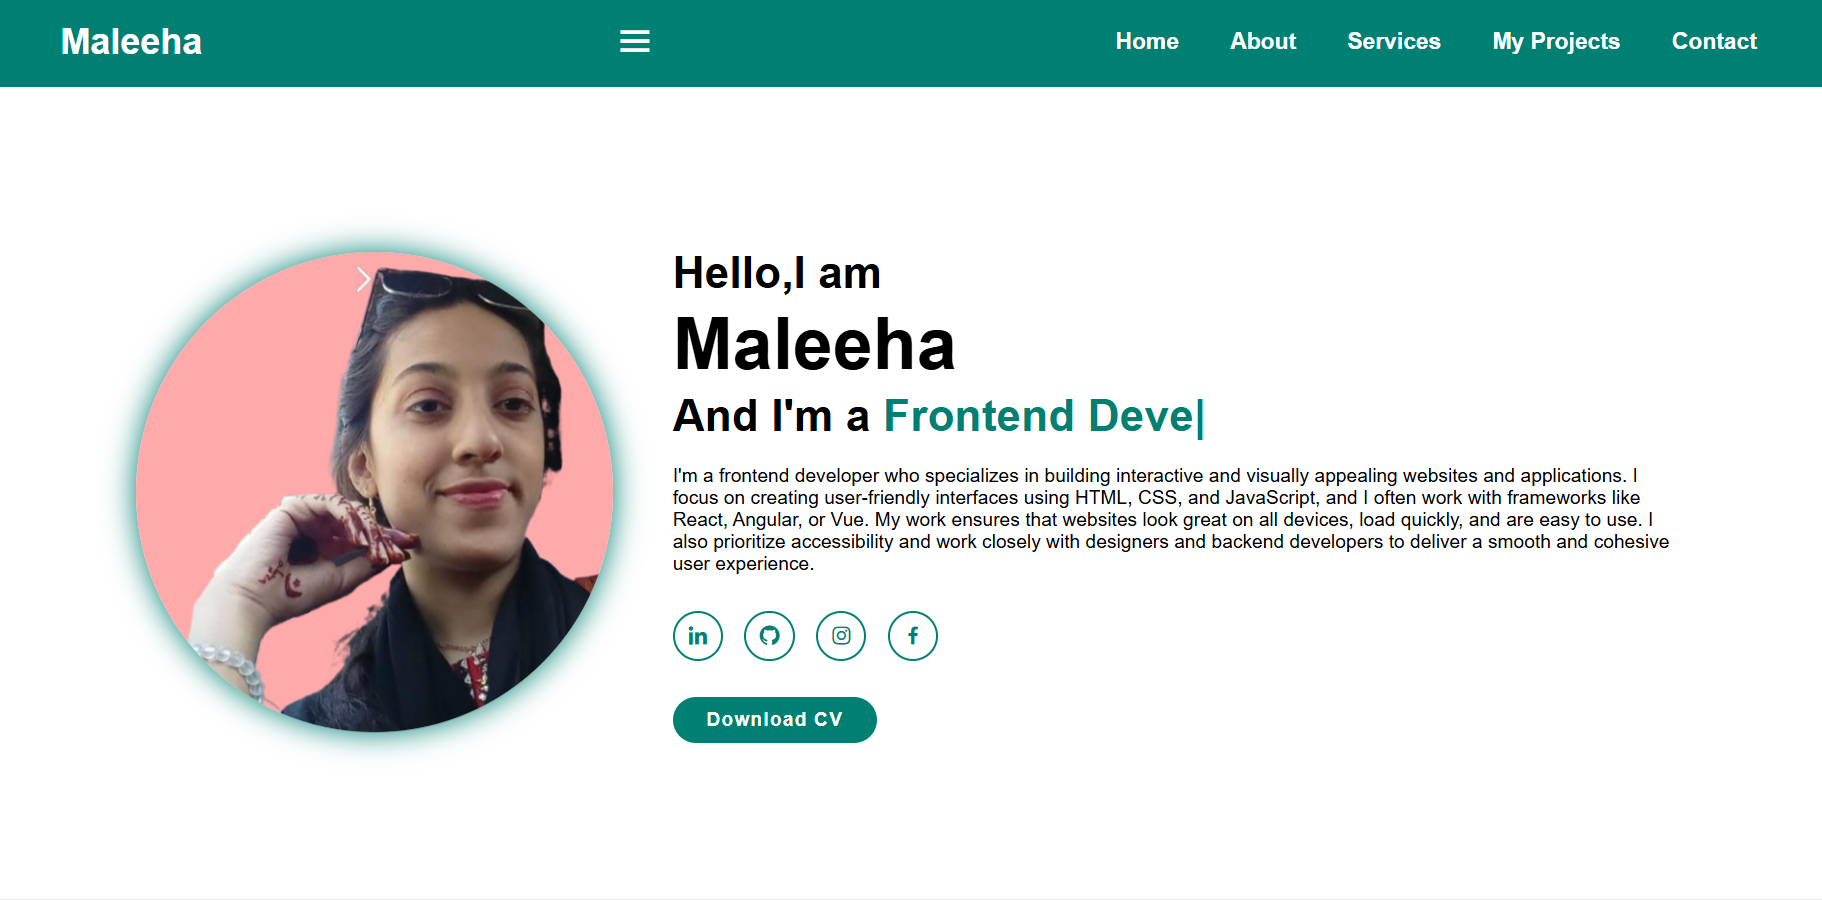 Maleeha
Home About Services My Projects Contact
Hello,I am
Maleeha
And I'm a Frontend Deve|
I'm a frontend developer who specializes in building interactive and visually appealing websites and applications. I
focus on creating user-friendly interfaces using HTML, CSS, and JavaScript, and I often work with frameworks like
React, Angular, or Vue. My work ensures that websites look great on all devices, load quickly, and are easy to use. I
also prioritize accessibility and work closely with designers and backend developers to deliver a smooth and cohesive
user experience.
Download CV